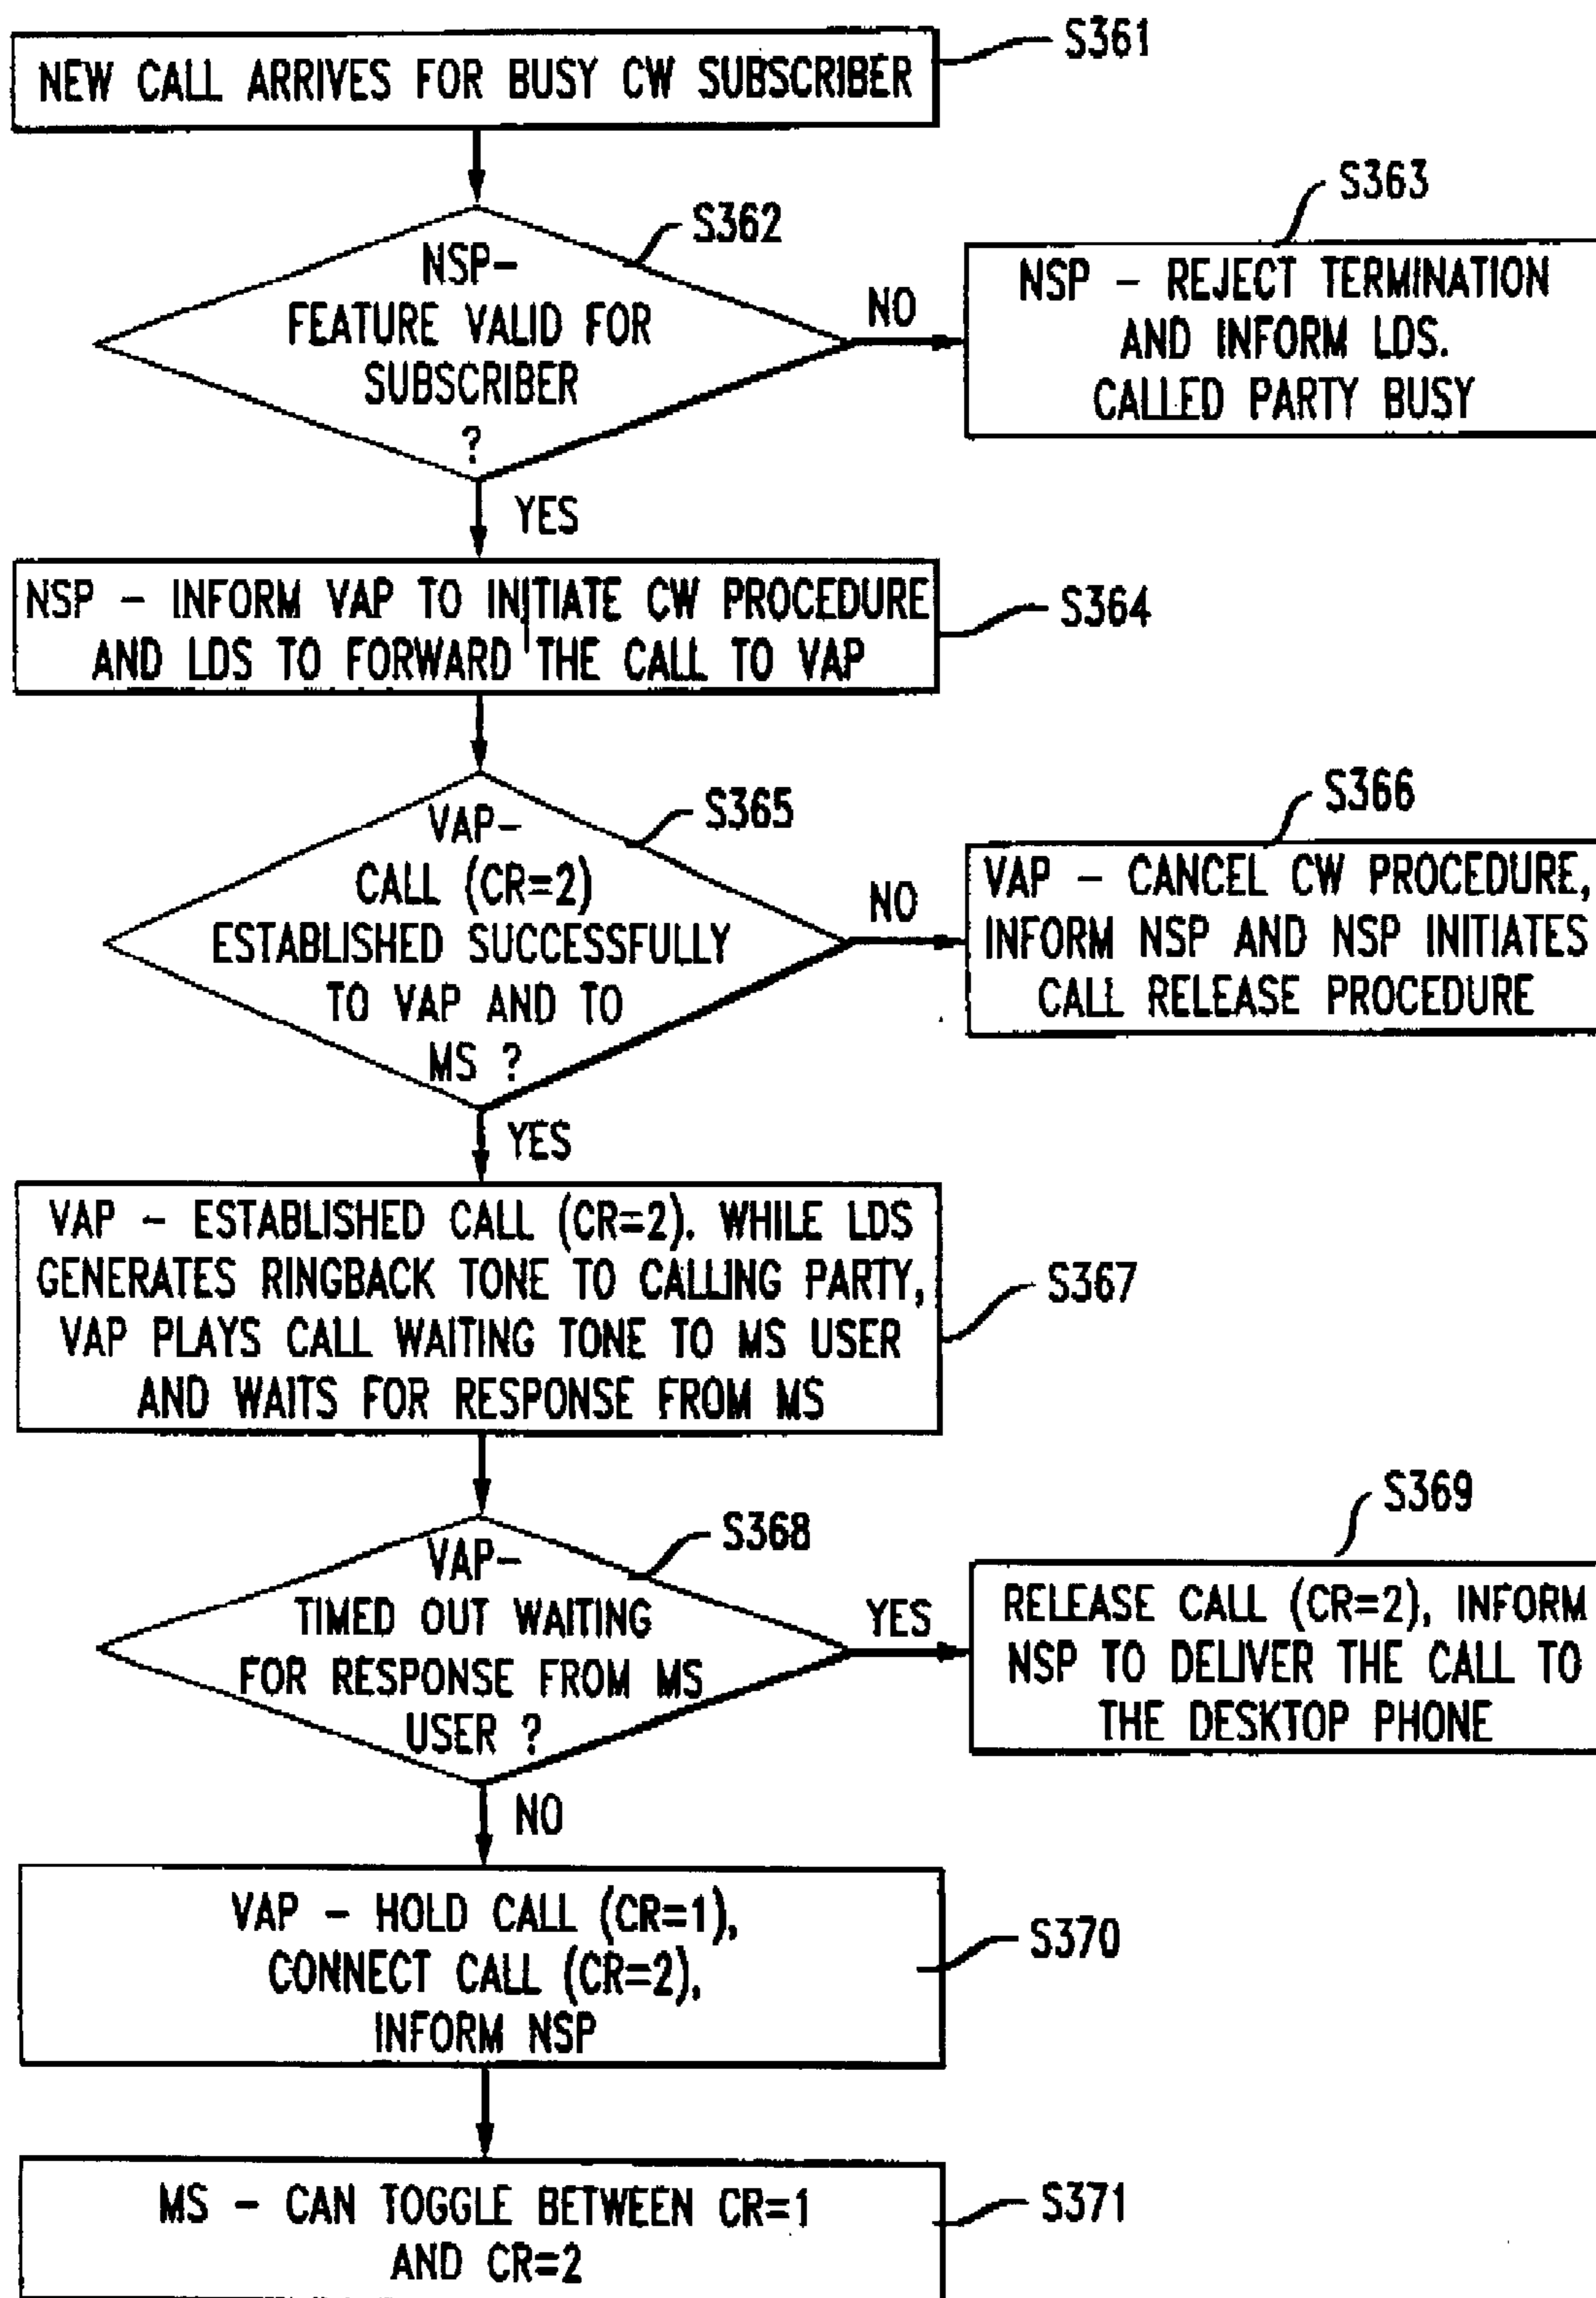 NEW CALL ARRIVES FOR BUSY CW SUBSCRIBER
S361
NSP-
FEATURE VALID FOR
SUBSCRIBER
?
S362
NO
S363
NSP - REJECT TERMINATION
AND INFORM LDS.
CALLED PARTY BUSY
YES
NSP - INFORM VAP TO INITIATE CW PROCEDURE
AND LDS TO FORWARD THE CALL TO VAP
S364
VAP-
CALL (CR=2)
ESTABLISHED SUCCESSFULLY
TO VAP AND TO
MS ?
S365
NO
S366
VAP - CANCEL CW PROCEDURE,
INFORM NSP AND NSP INITIATES
CALL RELEASE PROCEDURE
YES
VAP - ESTABLISHED CALL (CR=2). WHILE LDS
GENERATES RINGBACK TONE TO CALLING PARTY,
VAP PLAYS CALL WAITING TONE TO MS USER
AND WAITS FOR RESPONSE FROM MS
S367
VAP-
TIMED OUT WAITING
FOR RESPONSE FROM MS
USER ?
S368
YES
S369
RELEASE CALL (CR=2), INFORM
NSP TO DELIVER THE CALL TO
THE DESKTOP PHONE
NO
VAP - HOLD CALL (CR=1),
CONNECT CALL (CR=2),
INFORM NSP
S370
MS - CAN TOGGLE BETWEEN CR=1
AND CR=2
S371